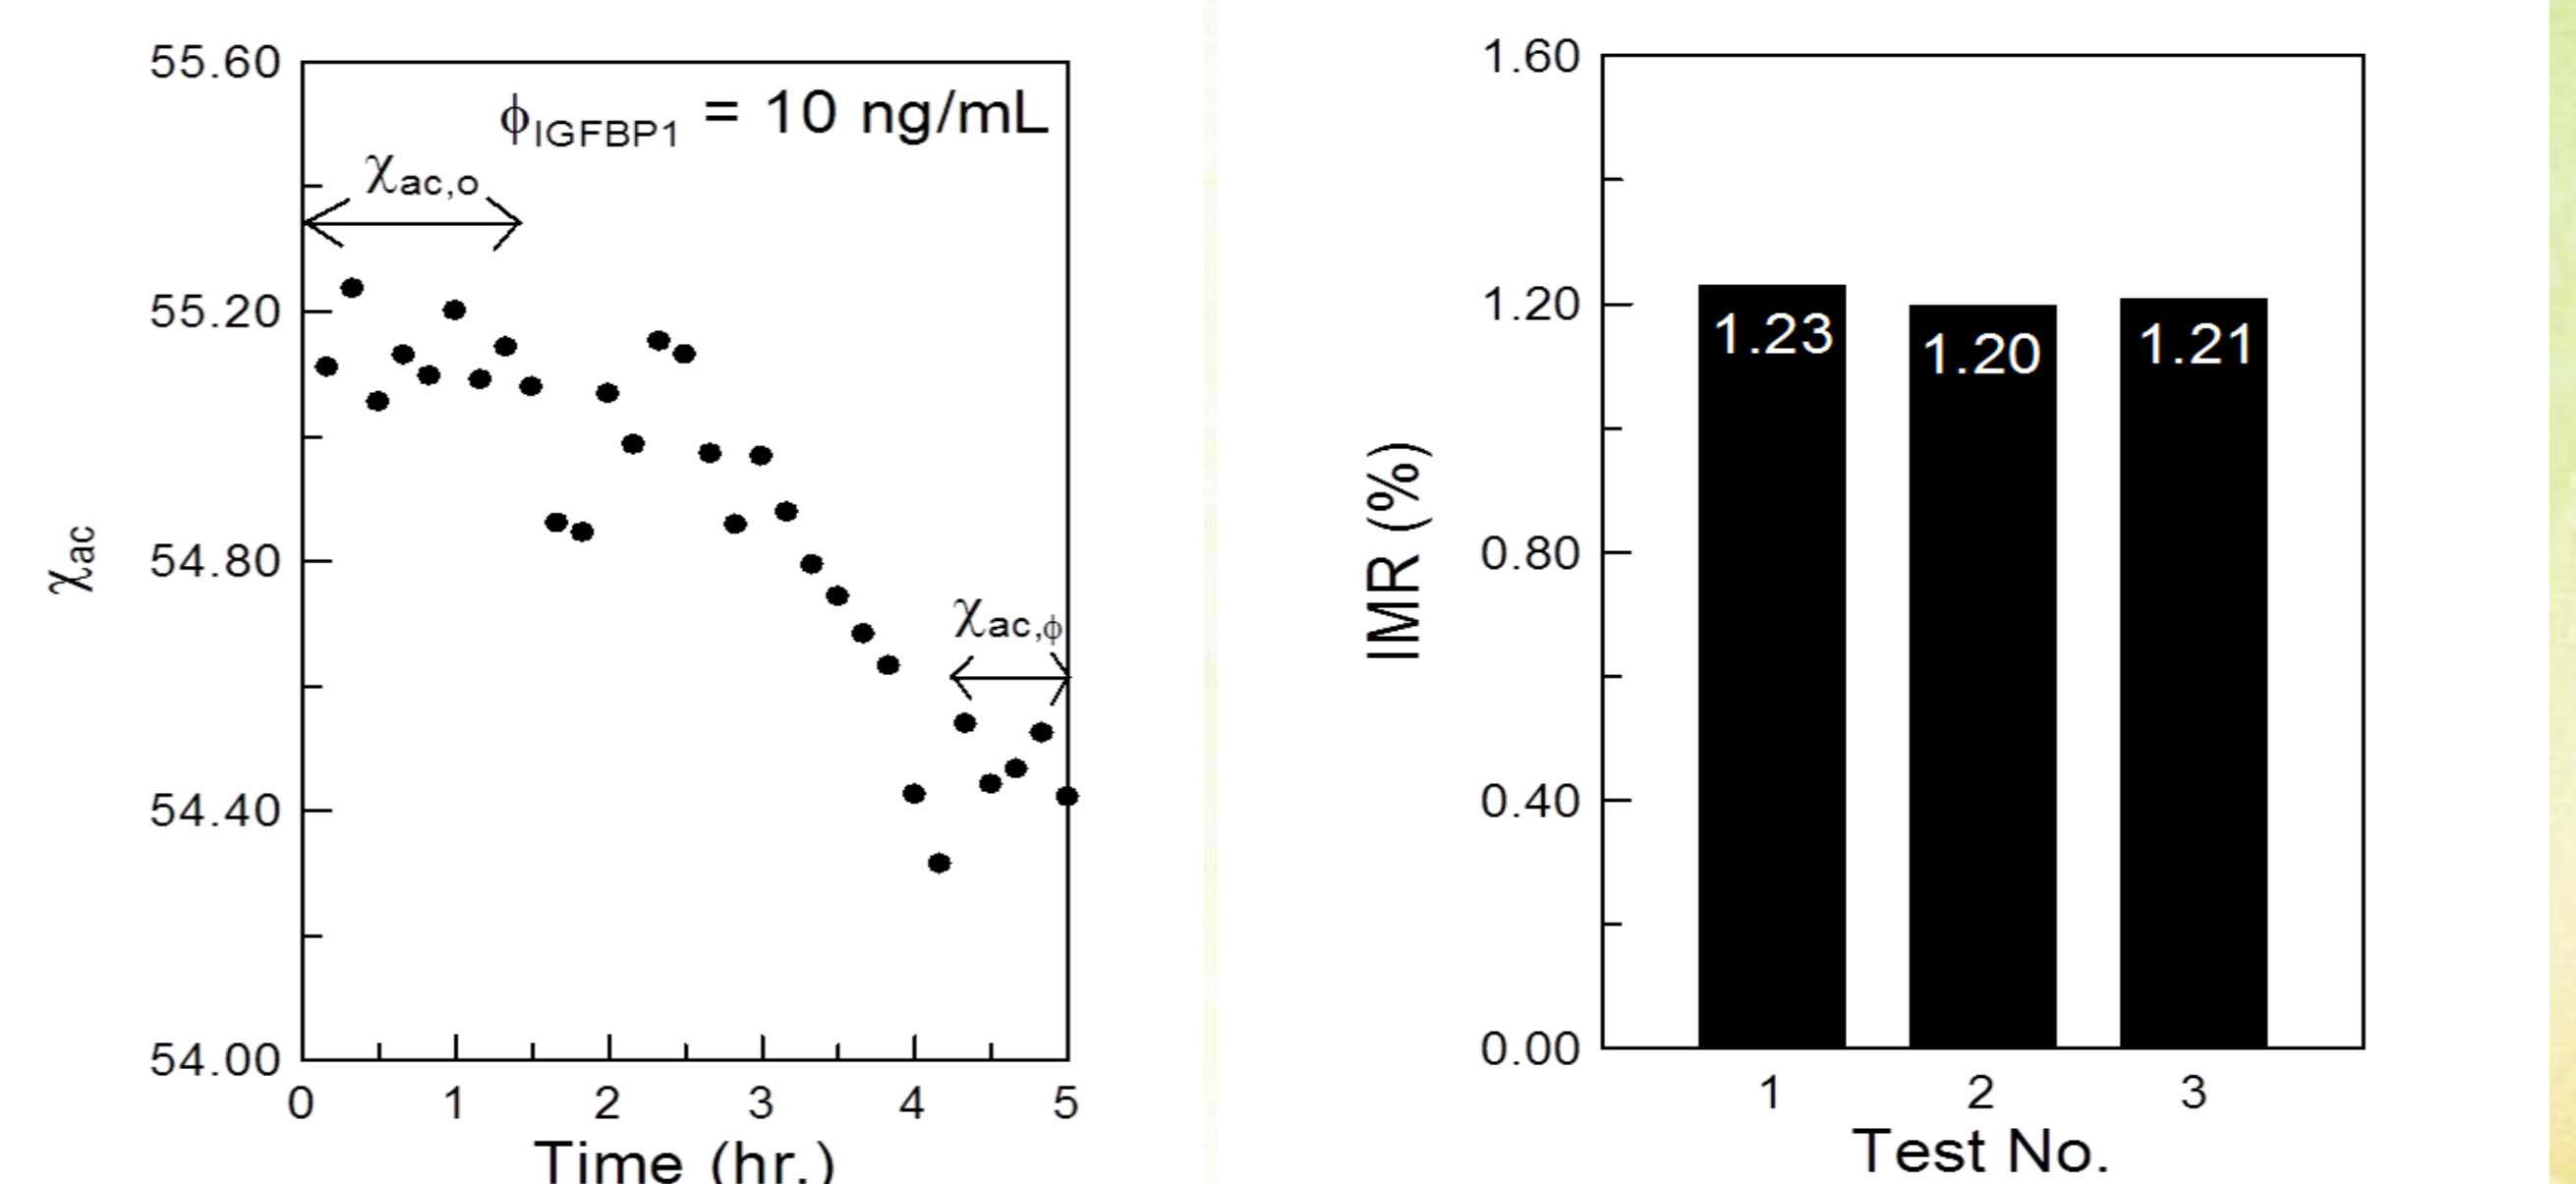 55.60
55.20
54.80
54.40
54.00
χac
ϕIGFBP1 = 10 ng/mL
χac,o
χac,ϕ
0 1 2 3 4 5
Time (hr.)
1.60
1.20
0.80
0.40
0.00
IMR (%)
1.23 1.20 1.21
1 2 3
Test No.